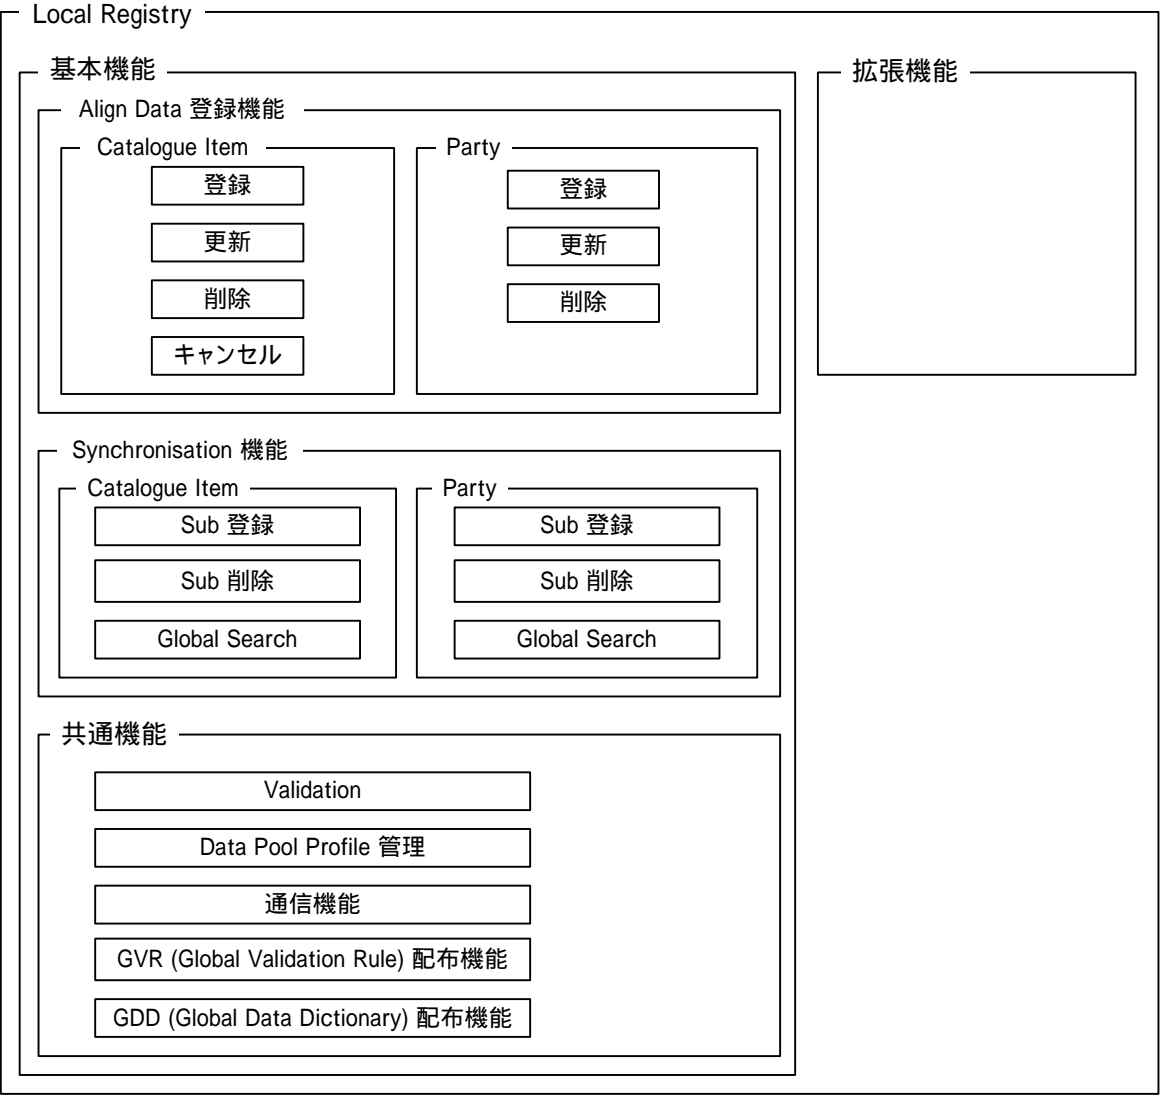 Local Registry
基本機能
Align Data 登録機能
Catalogue Item
登録
更新
削除
キャンセル
Party
登録
更新
削除
Synchronisation 機能
Catalogue Item
Sub 登録
Sub 削除
Global Search
Party
Sub 登録
Sub 削除
Global Search
共通機能
Validation
Data Pool Profile 管理
通信機能
GVR (Global Validation Rule) 配布機能
GDD (Global Data Dictionary) 配布機能
拡張機能